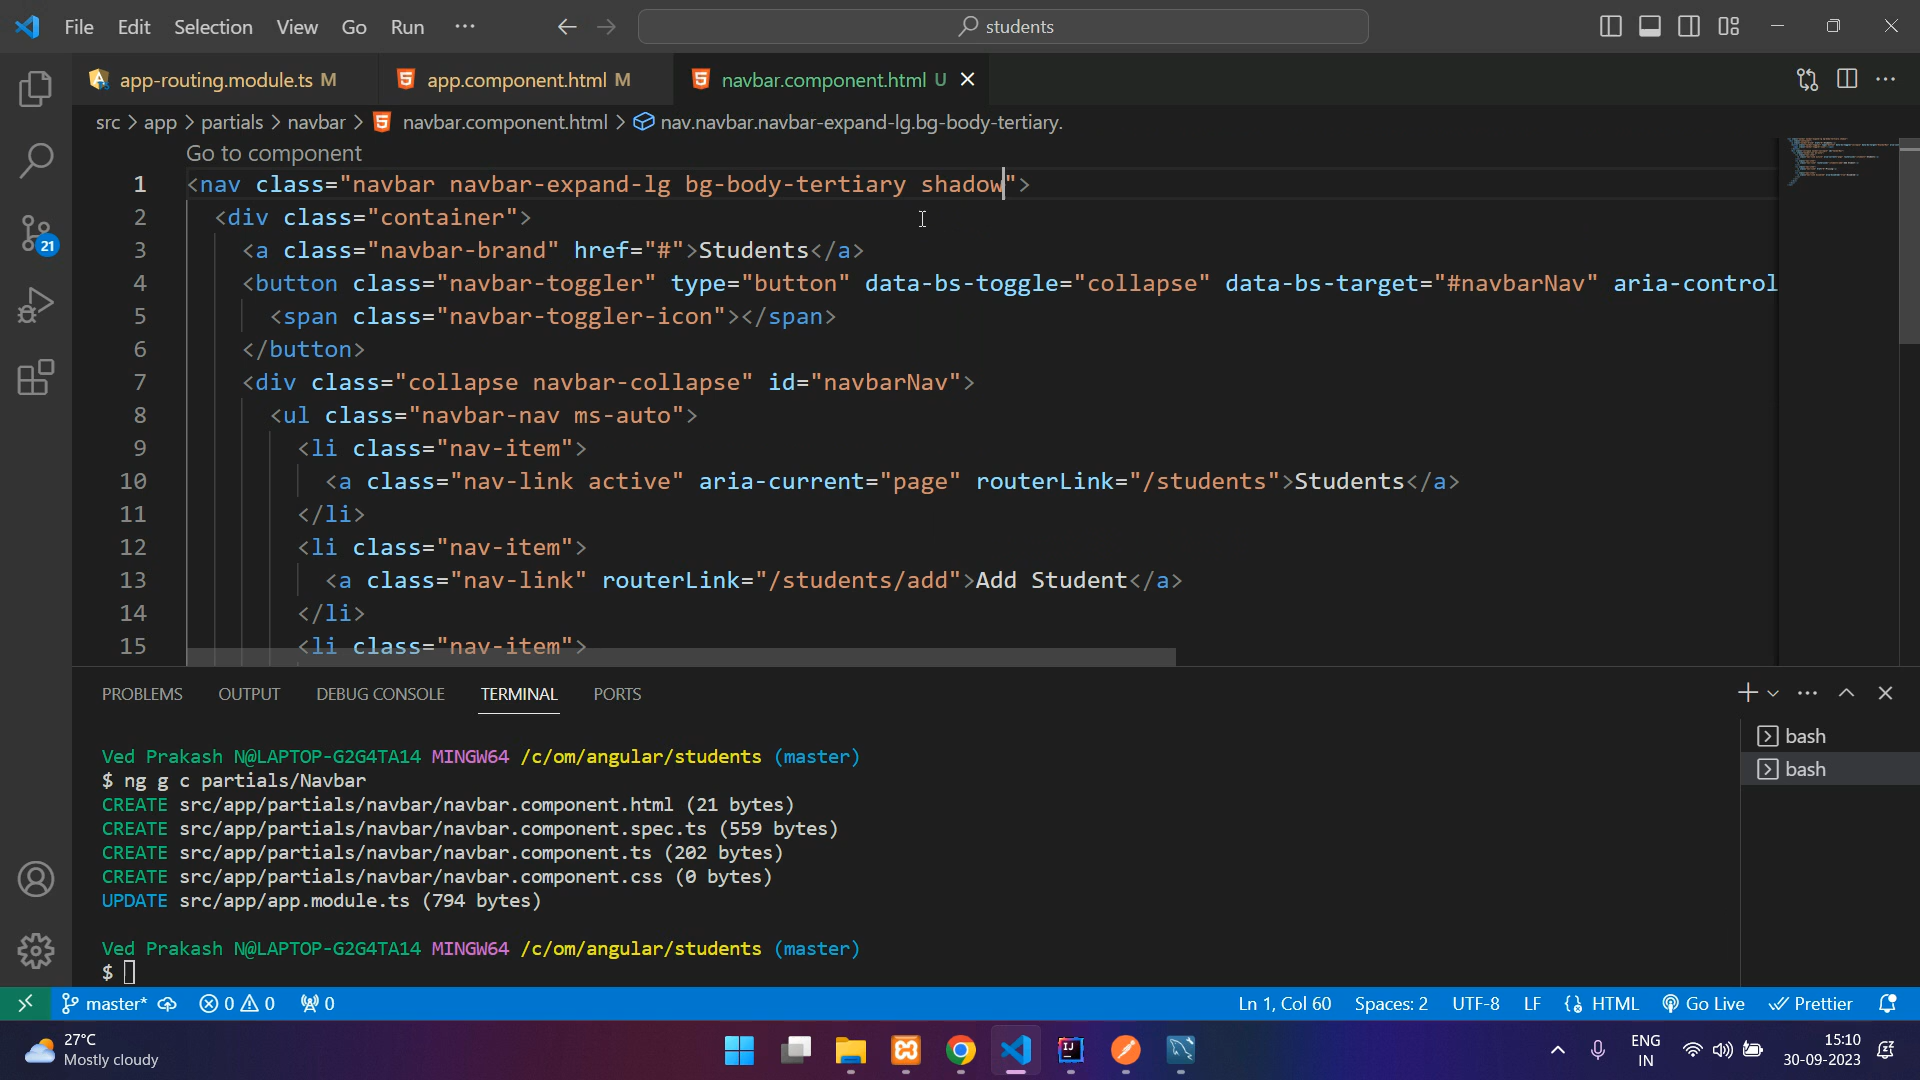 File Edit Selection View Go Run ··· students
app-routing.module.ts M app.component.html M navbar.component.html U
src > app > partials > navbar > navbar.component.html > nav.navbar.navbar-expand-lg.bg-body-tertiary.
Go to component
1 <nav class="navbar navbar-expand-lg bg-body-tertiary shadow">
2 <div class="container">
3 <a class="navbar-brand" href="#">Students</a>
4 <button class="navbar-toggler" type="button" data-bs-toggle="collapse" data-bs-target="#navbarNav" aria-control
5 <span class="navbar-toggler-icon"></span>
6 </button>
7 <div class="collapse navbar-collapse" id="navbarNav">
8 <ul class="navbar-nav ms-auto">
9 <li class="nav-item">
10 <a class="nav-link active" aria-current="page" routerLink="/students">Students</a>
11 </li>
12 <li class="nav-item">
13 <a class="nav-link" routerLink="/students/add">Add Student</a>
14 </li>
15 <li class="nav-item">
21
PROBLEMS OUTPUT DEBUG CONSOLE TERMINAL PORTS
bash
bash
Ved Prakash N@LAPTOP-G2G4TA14 MINGW64 /c/om/angular/students (master)
$ ng g c partials/Navbar
CREATE src/app/partials/navbar/navbar.component.html (21 bytes)
CREATE src/app/partials/navbar/navbar.component.spec.ts (559 bytes)
CREATE src/app/partials/navbar/navbar.component.ts (202 bytes)
CREATE src/app/partials/navbar/navbar.component.css (0 bytes)
UPDATE src/app/app.module.ts (794 bytes)
Ved Prakash N@LAPTOP-G2G4TA14 MINGW64 /c/om/angular/students (master)
$
master* 0 0 0 Ln 1, Col 60 Spaces: 2 UTF-8 LF HTML Go Live Prettier
27°C
Mostly cloudy
ENG
IN
15:10
30-09-2023